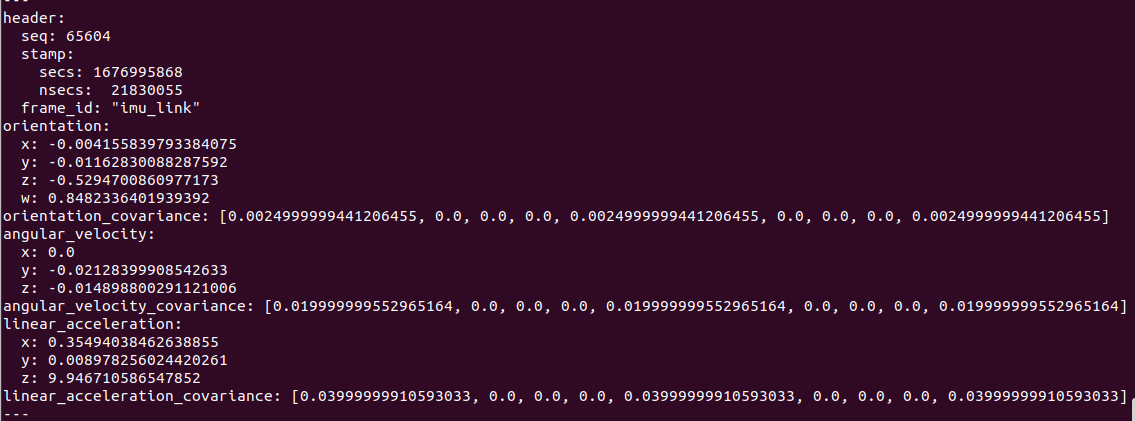 ---
header:
  seq: 65604
  stamp:
    secs: 1676995868
    nsecs:  21830055
  frame_id: "imu_link"
orientation:
  x: -0.004155839793384075
  y: -0.01162830088287592
  z: -0.5294700860977173
  w: 0.8482336401939392
orientation_covariance: [0.0024999999441206455, 0.0, 0.0, 0.0, 0.0024999999441206455, 0.0, 0.0, 0.0, 0.0024999999441206455]
angular_velocity:
  x: 0.0
  y: -0.02128399908542633
  z: -0.014898800291121006
angular_velocity_covariance: [0.019999999552965164, 0.0, 0.0, 0.0, 0.019999999552965164, 0.0, 0.0, 0.0, 0.019999999552965164]
linear_acceleration:
  x: 0.35494038462638855
  y: 0.008978256024420261
  z: 9.946710586547852
linear_acceleration_covariance: [0.03999999910593033, 0.0, 0.0, 0.0, 0.03999999910593033, 0.0, 0.0, 0.0, 0.03999999910593033]
---